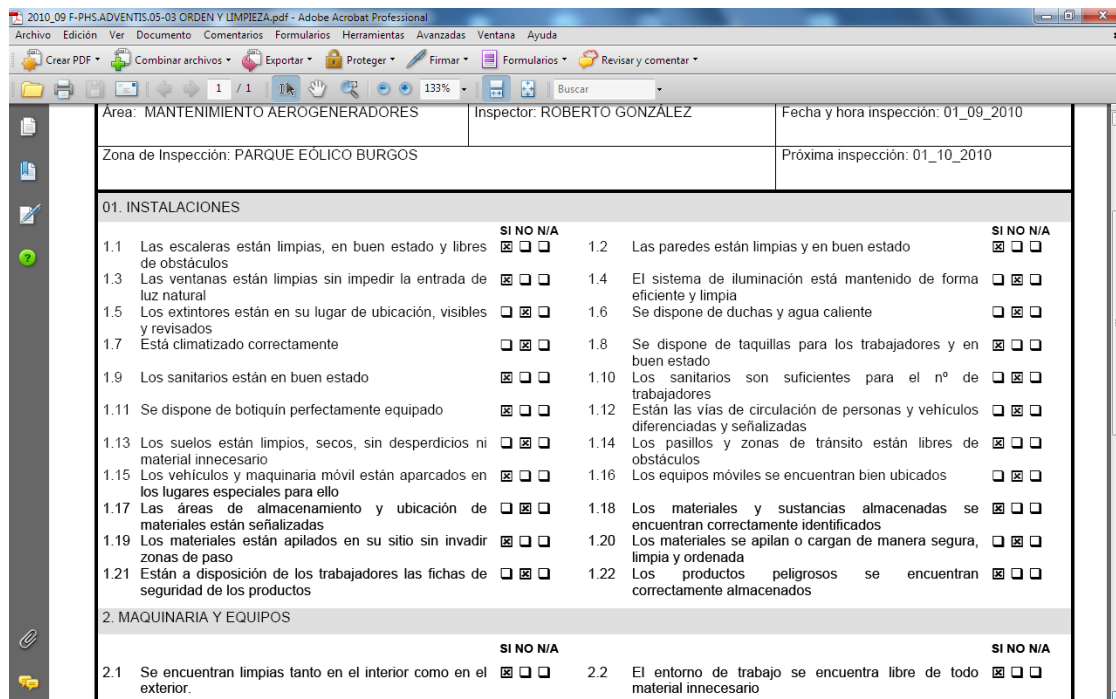 2010_09 F-PHS.ADVENTIS.05-03 ORDEN Y LIMPIEZA.pdf - Adobe Acrobat Professional
Archivo Edición Ver Documento Comentarios Formularios Herramientas Avanzadas Ventana Ayuda
Crear PDF Combinar archivos Exportar Proteger Firmar Formularios Revisar y comentar
1 / 1 133% Buscar
Área: MANTENIMIENTO AEROGENERADORES Inspector: ROBERTO GONZÁLEZ Fecha y hora inspección: 01_09_2010
Zona de Inspección: PARQUE EÓLICO BURGOS Próxima inspección: 01_10_2010
01. INSTALACIONES
SI NO N/A SI NO N/A
1.1 Las escaleras están limpias, en buen estado y libres de obstáculos
1.2 Las paredes están limpias y en buen estado
1.3 Las ventanas están limpias sin impedir la entrada de luz natural
1.4 El sistema de iluminación está mantenido de forma eficiente y limpia
1.5 Los extintores están en su lugar de ubicación, visibles y revisados
1.6 Se dispone de duchas y agua caliente
1.7 Está climatizado correctamente
1.8 Se dispone de taquillas para los trabajadores y en buen estado
1.9 Los sanitarios están en buen estado
1.10 Los sanitarios son suficientes para el nº de trabajadores
1.11 Se dispone de botiquín perfectamente equipado
1.12 Están las vías de circulación de personas y vehículos diferenciadas y señalizadas
1.13 Los suelos están limpios, secos, sin desperdicios ni material innecesario
1.14 Los pasillos y zonas de tránsito están libres de obstáculos
1.15 Los vehículos y maquinaria móvil están aparcados en los lugares especiales para ello
1.16 Los equipos móviles se encuentran bien ubicados
1.17 Las áreas de almacenamiento y ubicación de materiales están señalizadas
1.18 Los materiales y sustancias almacenadas se encuentran correctamente identificados
1.19 Los materiales están apilados en su sitio sin invadir zonas de paso
1.20 Los materiales se apilan o cargan de manera segura, limpia y ordenada
1.21 Están a disposición de los trabajadores las fichas de seguridad de los productos
1.22 Los productos peligrosos se encuentran correctamente almacenados
2. MAQUINARIA Y EQUIPOS
SI NO N/A SI NO N/A
2.1 Se encuentran limpias tanto en el interior como en el exterior.
2.2 El entorno de trabajo se encuentra libre de todo material innecesario